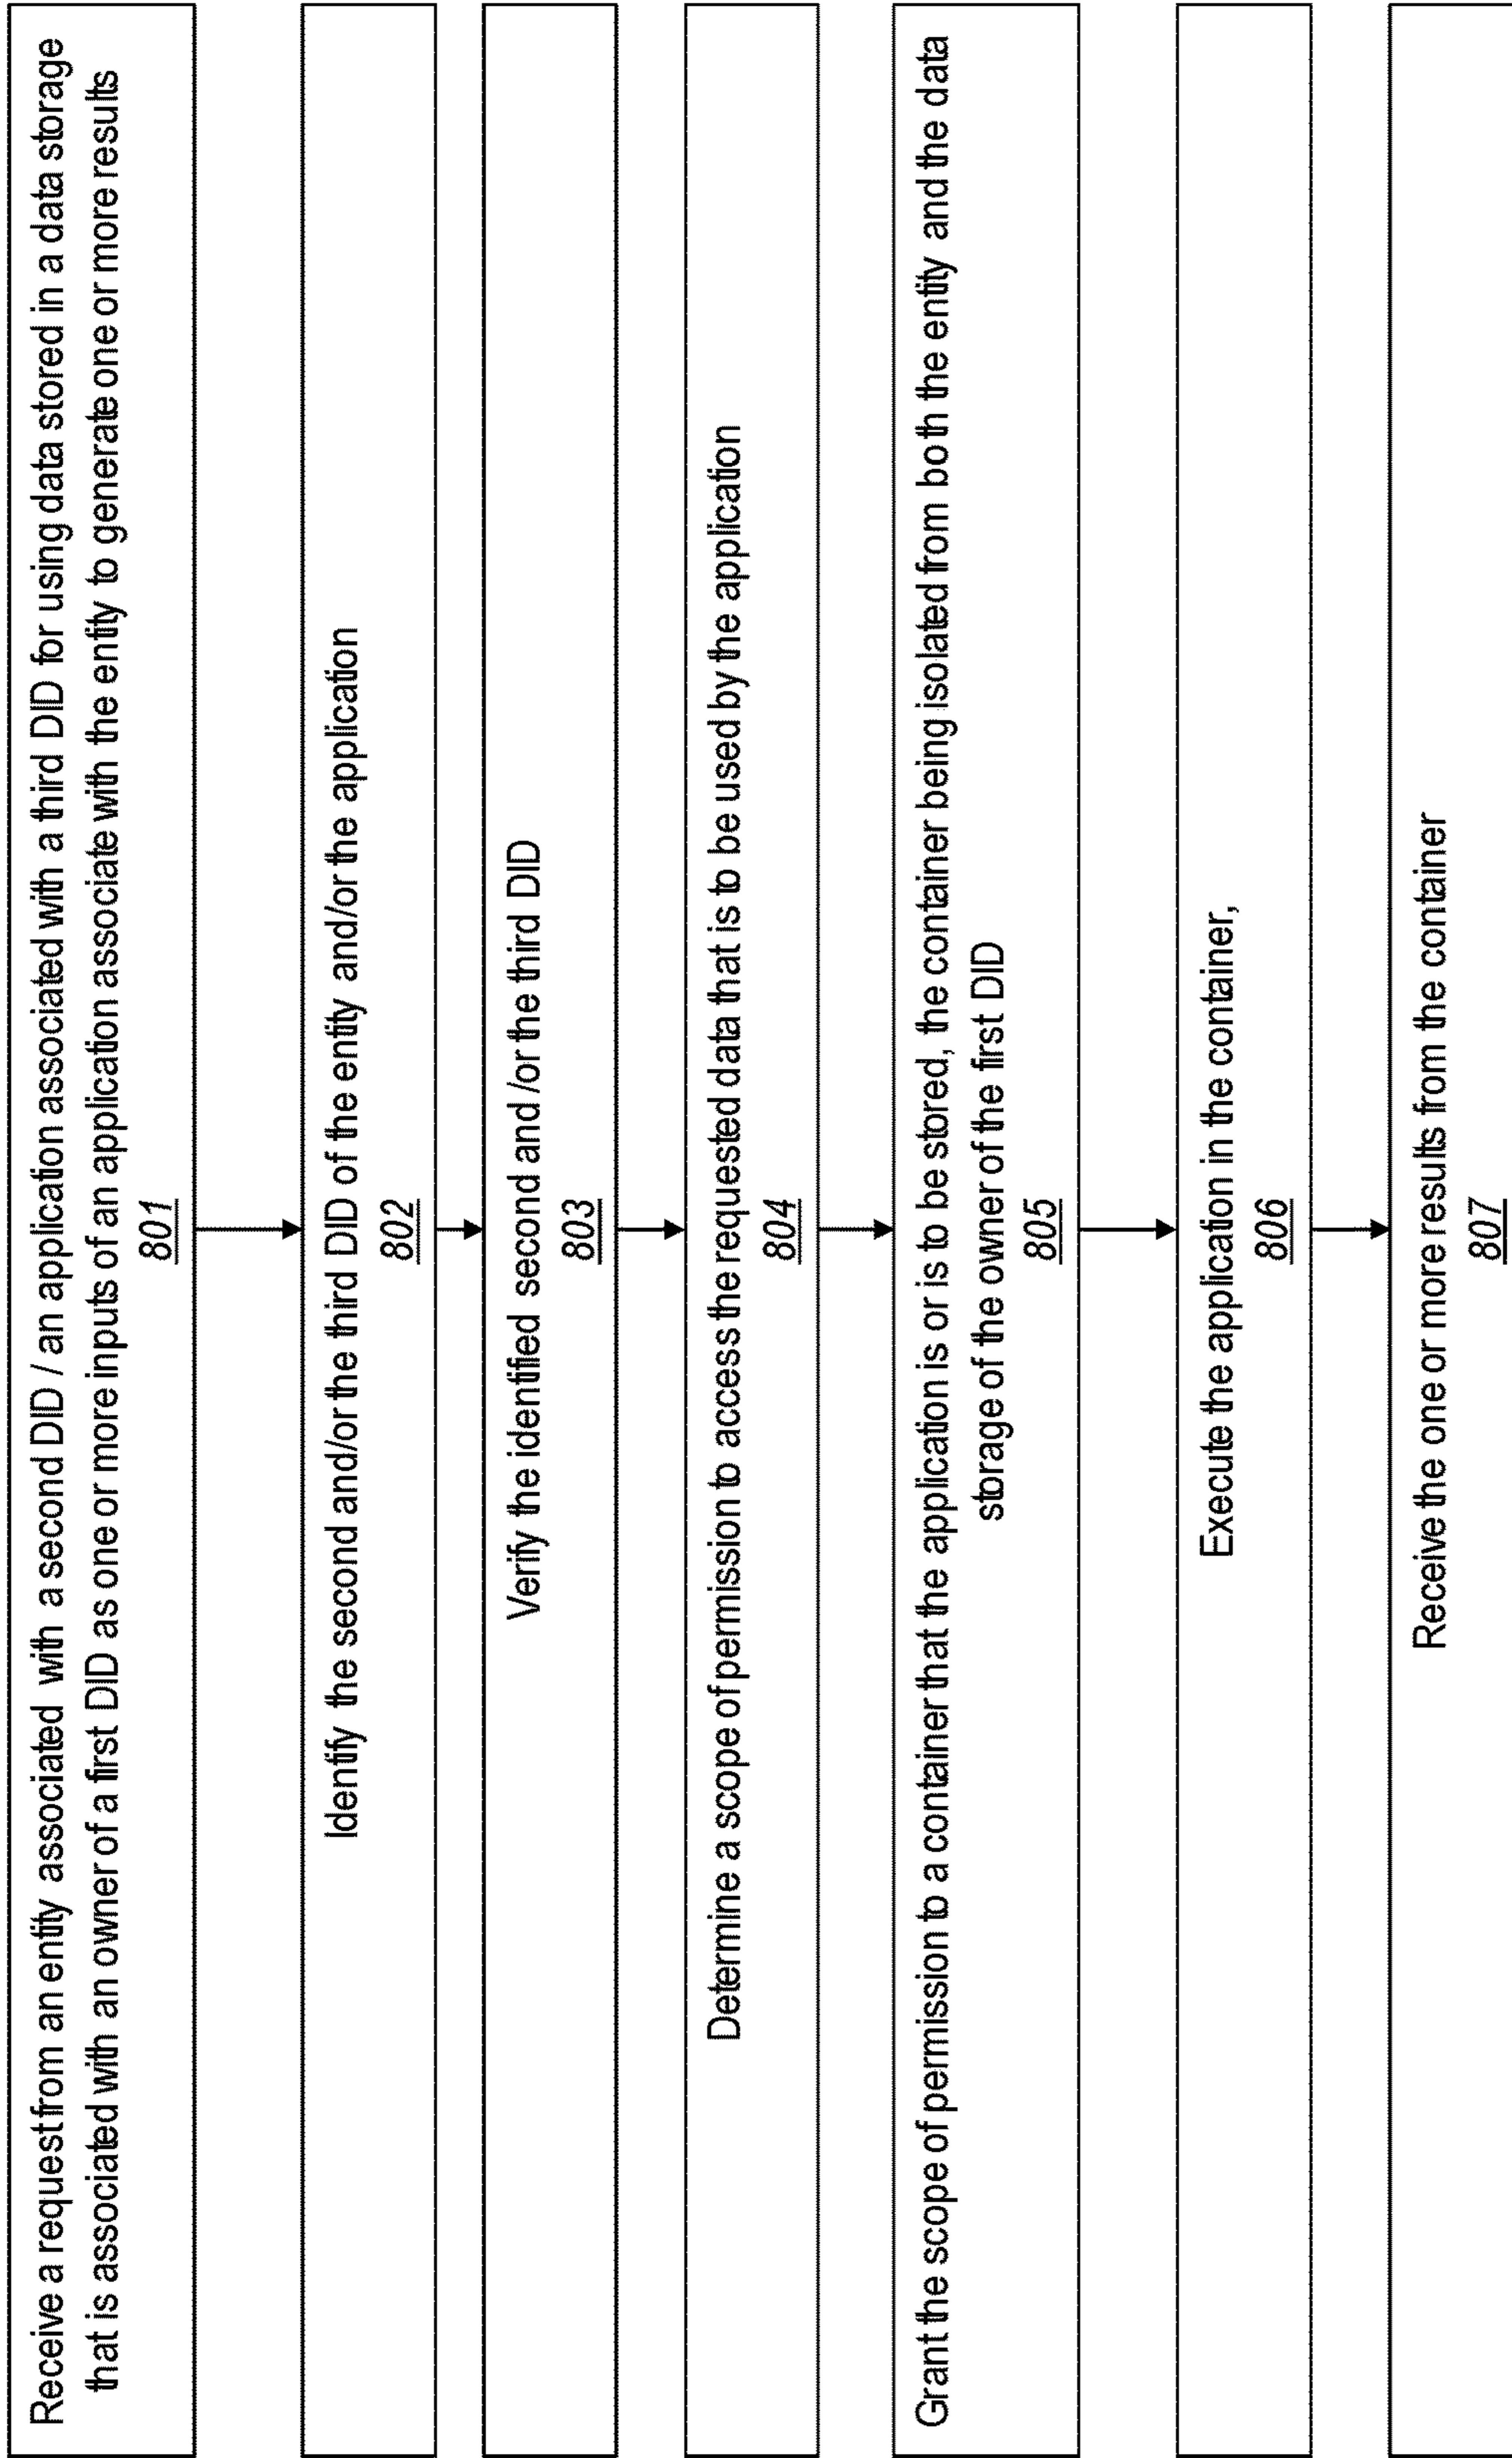 Receive a request from an entity associated with a second DID / an application associated with a third DID for using data stored in a data storage
that is associated with an owner of a first DID as one or more inputs of an application associate with the entity to generate one or more results
801
Identify the second and/or the third DID of the entity and/or the application
802
Verify the identified second and /or the third DID
803
Determine a scope of permission to access the requested data that is to be used by the application
804
Grant the scope of permission to a container that the application is or is to be stored, the container being isolated from both the entity and the data
storage of the owner of the first DID
805
Execute the application in the container,
806
Receive the one or more results from the container
807